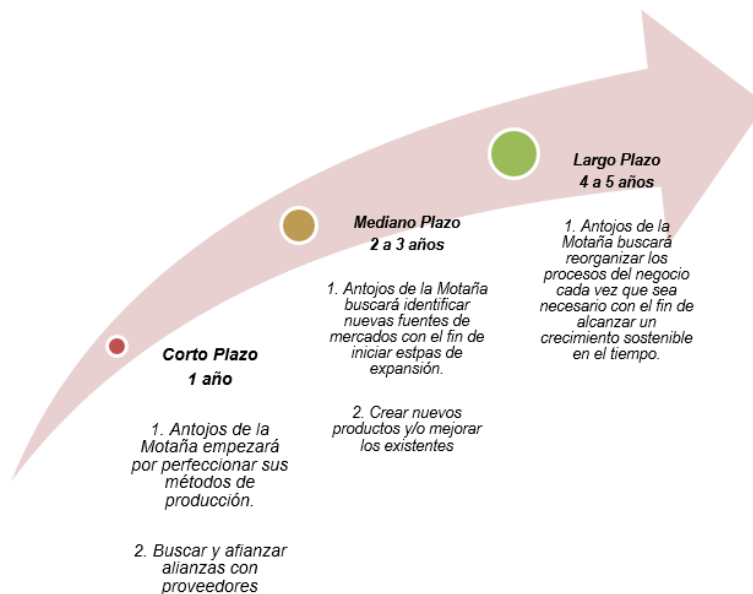 Corto Plazo
1 año
1. Antojos de la
Motaña empezará
por perfeccionar sus
métodos de
producción.
2. Buscar y afianzar
alianzas con
proveedores
Mediano Plazo
2 a 3 años
1. Antojos de la Motaña
buscará identificar
nuevas fuentes de
mercados con el fin de
iniciar estpas de
expansión.
2. Crear nuevos
productos y/o mejorar
los existentes
Largo Plazo
4 a 5 años
1. Antojos de la
Motaña buscará
reorganizar los
procesos del negocio
cada vez que sea
necesario con el fin de
alcanzar un
crecimiento sostenible
en el tiempo.